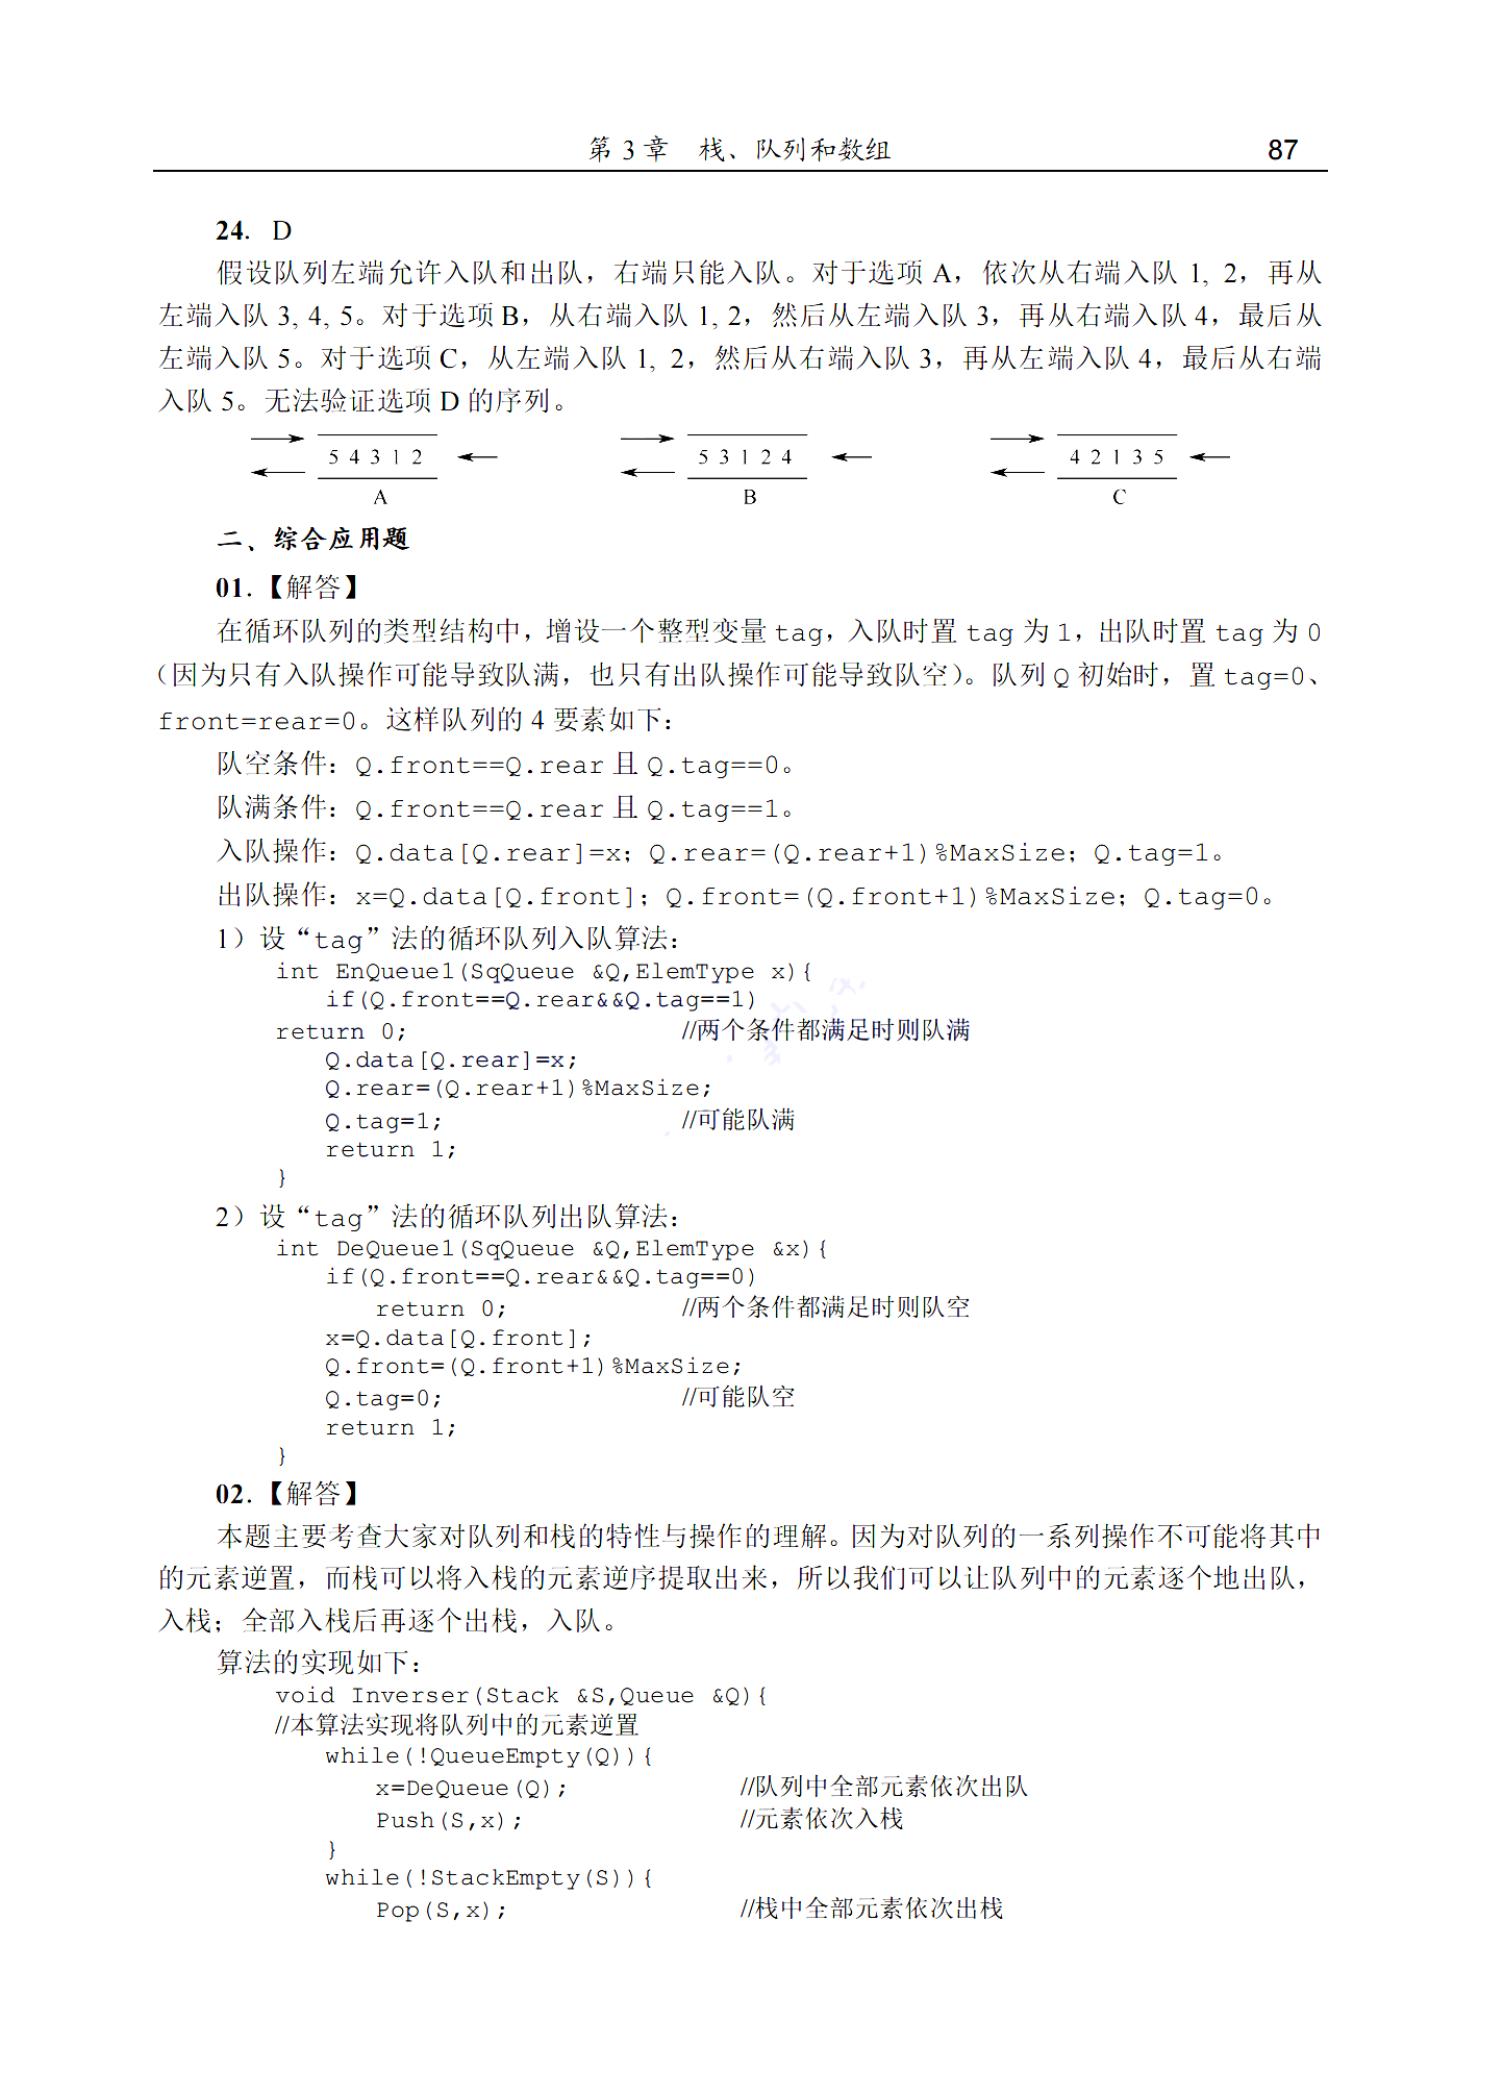 第 3 章 栈、队列和数组 87
24. D
假设队列左端允许入队和出队，右端只能入队。对于选项 A，依次从右端入队 1, 2，再从
左端入队 3, 4, 5。对于选项 B，从右端入队 1, 2，然后从左端入队 3，再从右端入队 4，最后从
左端入队 5。对于选项 C，从左端入队 1, 2，然后从右端入队 3，再从左端入队 4，最后从右端
入队 5。无法验证选项 D 的序列。
5 4 3 1 2 5 3 1 2 4 4 2 1 3 5
A B C
二、综合应用题
01.【解答】
在循环队列的类型结构中，增设一个整型变量 tag，入队时置 tag 为 1，出队时置 tag 为 0
（因为只有入队操作可能导致队满，也只有出队操作可能导致队空）。队列 Q 初始时，置 tag=0、
front=rear=0。这样队列的 4 要素如下：
队空条件：Q.front==Q.rear 且 Q.tag==0。
队满条件：Q.front==Q.rear 且 Q.tag==1。
入队操作：Q.data[Q.rear]=x；Q.rear=(Q.rear+1)%MaxSize；Q.tag=1。
出队操作：x=Q.data[Q.front]；Q.front=(Q.front+1)%MaxSize；Q.tag=0。
1）设“tag”法的循环队列入队算法：
int EnQueue1(SqQueue &Q,ElemType x){
if(Q.front==Q.rear&&Q.tag==1)
return 0; //两个条件都满足时则队满
Q.data[Q.rear]=x;
Q.rear=(Q.rear+1)%MaxSize;
Q.tag=1; //可能队满
return 1;
}
2）设“tag”法的循环队列出队算法：
int DeQueue1(SqQueue &Q,ElemType &x){
if(Q.front==Q.rear&&Q.tag==0)
return 0; //两个条件都满足时则队空
x=Q.data[Q.front];
Q.front=(Q.front+1)%MaxSize;
Q.tag=0; //可能队空
return 1;
}
02.【解答】
本题主要考查大家对队列和栈的特性与操作的理解。因为对队列的一系列操作不可能将其中
的元素逆置，而栈可以将入栈的元素逆序提取出来，所以我们可以让队列中的元素逐个地出队，
入栈；全部入栈后再逐个出栈，入队。
算法的实现如下：
void Inverser(Stack &S,Queue &Q){
//本算法实现将队列中的元素逆置
while(!QueueEmpty(Q)){
x=DeQueue(Q); //队列中全部元素依次出队
Push(S,x); //元素依次入栈
}
while(!StackEmpty(S)){
Pop(S,x); //栈中全部元素依次出栈